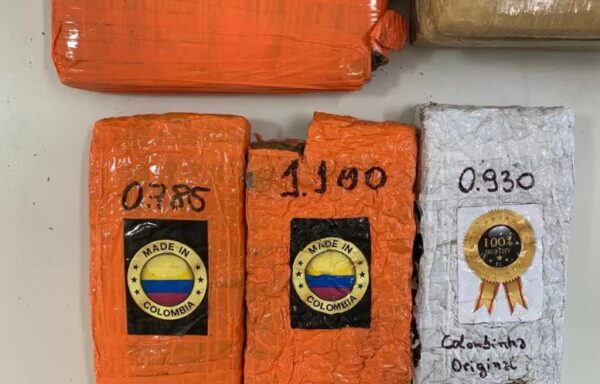 0.785
MADE IN
COLOMBIA
1.100
MADE IN
COLOMBIA
0.930
100%
QUALITY
Colombinha
Original